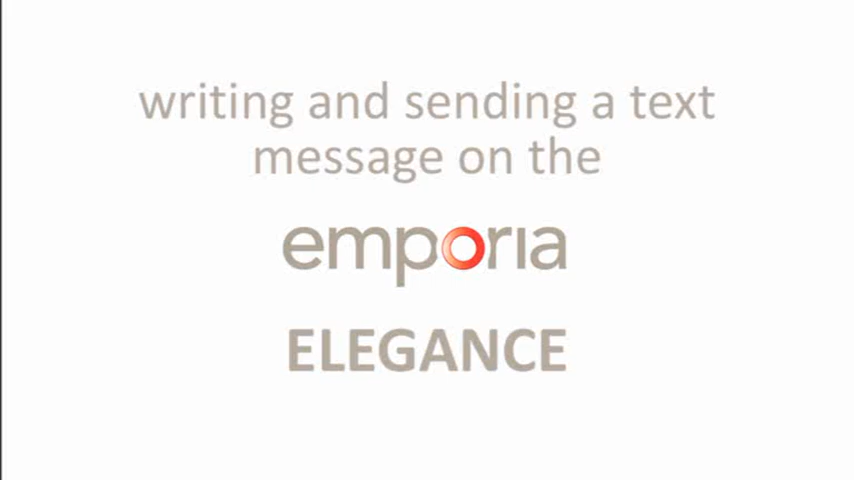 writing and sending a text
message on the
emporia
ELEGANCE